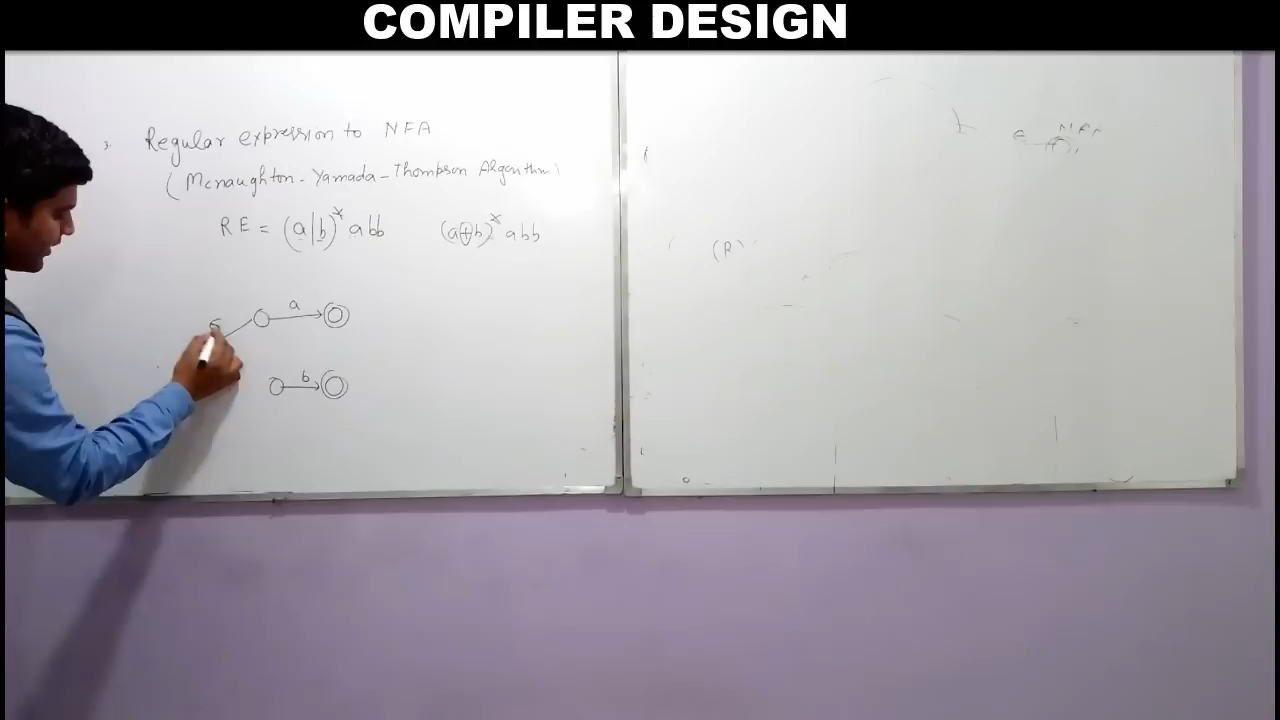 COMPILER DESIGN
Regular expression to NFA
(Mcnaughton-Yamada-Thompson Algorithm)
RE = (a|b)* abb (a+b)* abb
a
b
(R)